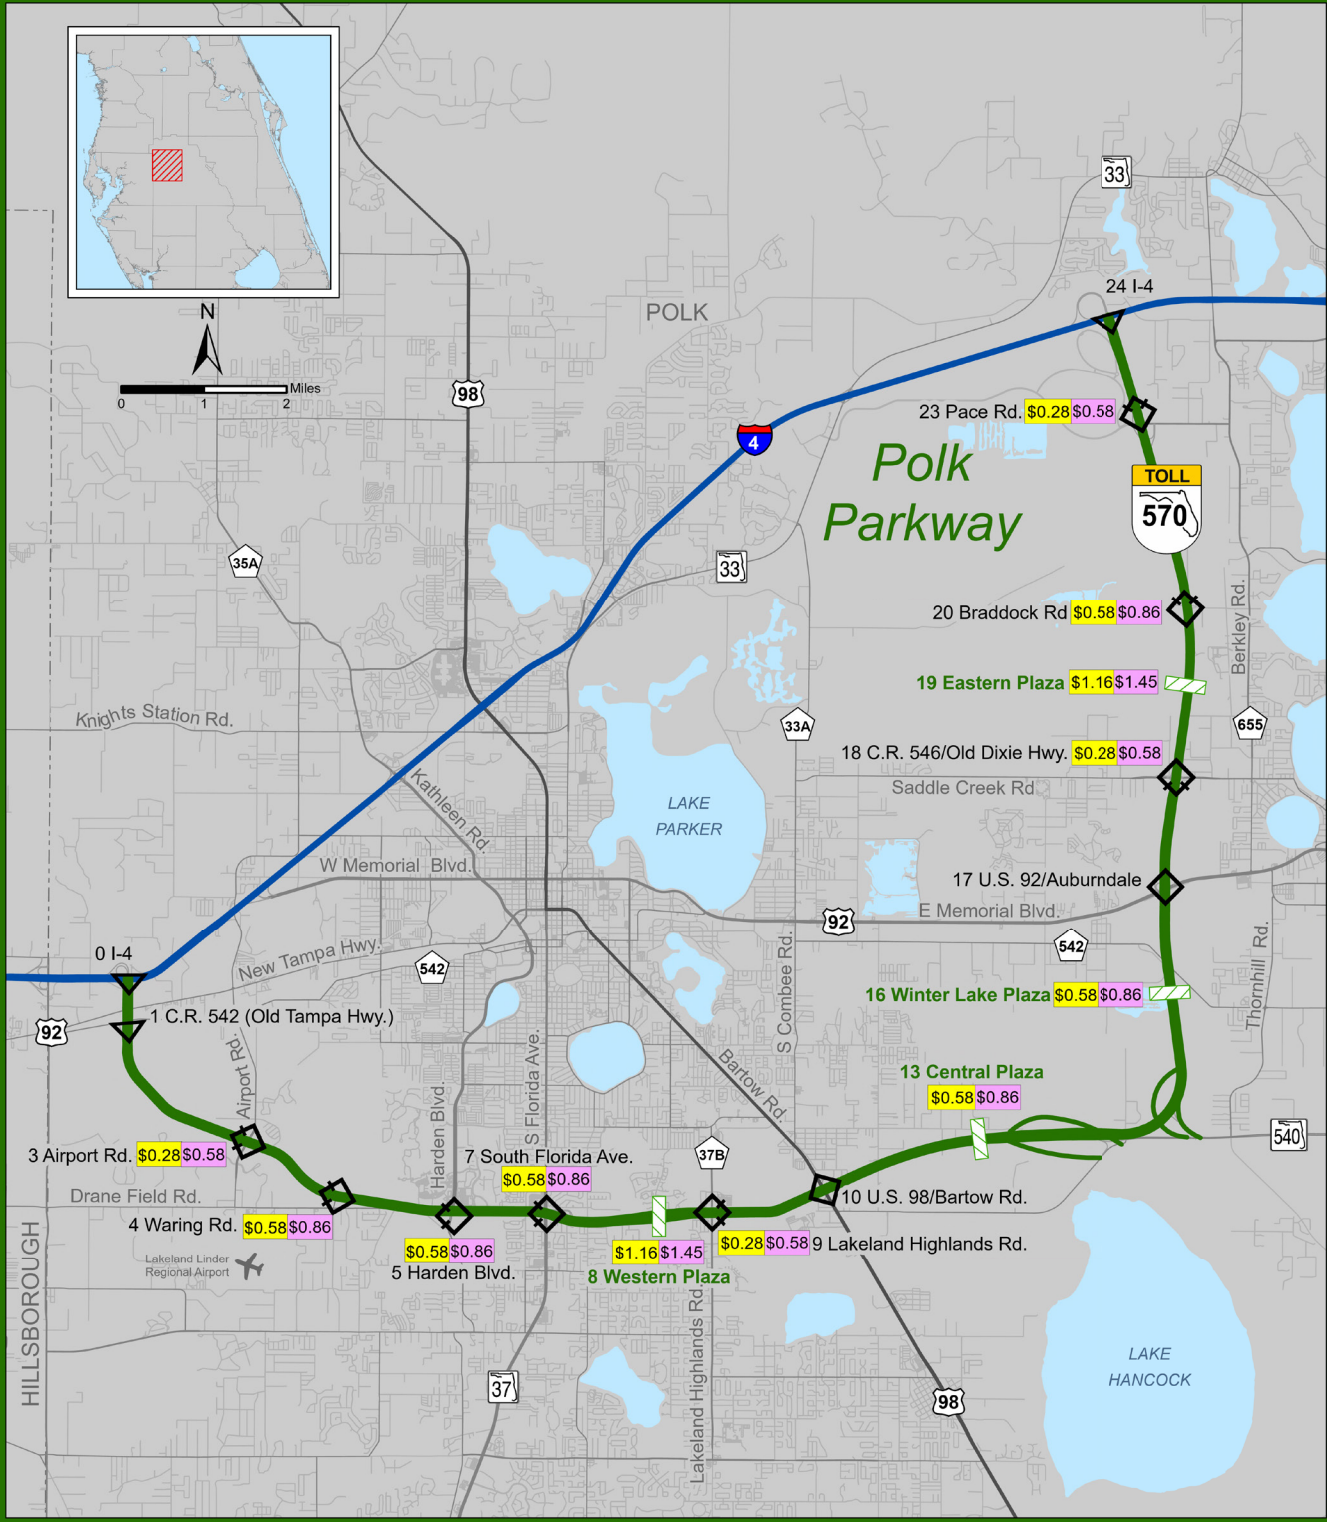 33
24 I-4
POLK
N
Miles
0 1 2
98
23 Pace Rd. $0.28 $0.58
4
Polk
Parkway
TOLL
570
35A
33
20 Braddock Rd $0.58 $0.86
Berkley Rd.
19 Eastern Plaza $1.16 $1.45
Knights Station Rd.
33A
655
18 C.R. 546/Old Dixie Hwy. $0.28 $0.58
Saddle Creek Rd.
Kathleen Rd.
LAKE
PARKER
W Memorial Blvd.
17 U.S. 92/Auburndale
E Memorial Blvd.
92
542
New Tampa Hwy.
542
0 I-4
S Combee Rd.
Thornhill Rd.
16 Winter Lake Plaza $0.58 $0.86
1 C.R. 542 (Old Tampa Hwy.)
92
Airport Rd.
S Florida Ave.
Harden Blvd.
Bartow Rd.
13 Central Plaza
$0.58 $0.86
540
37B
3 Airport Rd. $0.28 $0.58
7 South Florida Ave.
$0.58 $0.86
Drane Field Rd.
10 U.S. 98/Bartow Rd.
4 Waring Rd. $0.58 $0.86
$0.58 $0.86
5 Harden Blvd.
$1.16 $1.45
8 Western Plaza
$0.28 $0.58 9 Lakeland Highlands Rd.
Lakeland Linder
Regional Airport
HILLSBOROUGH
Lakeland Highlands Rd.
37
98
LAKE
HANCOCK